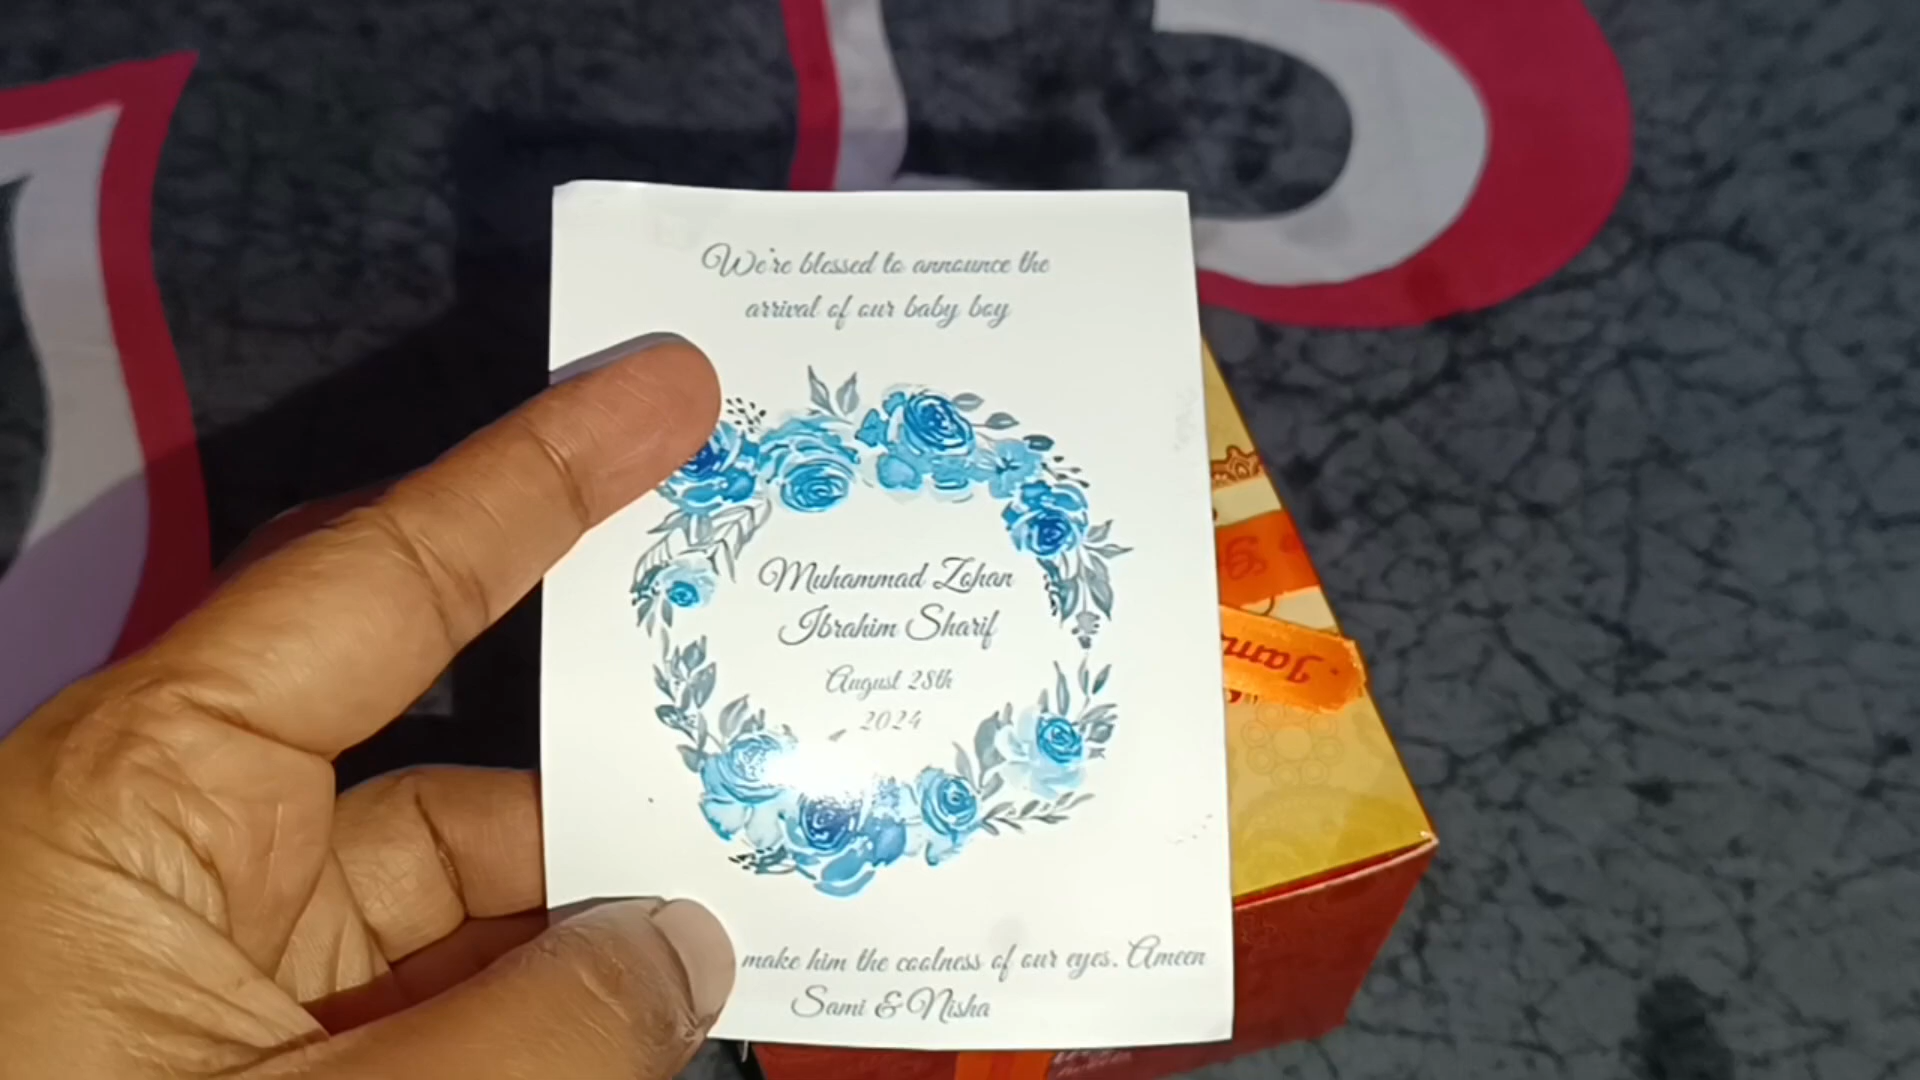 We're blessed to announce the
arrival of our baby boy
Muhammad Zohan
Ibrahim Sharif
August 28th
2024
make him the coolness of our eyes. Ameen
Sami & Nisha